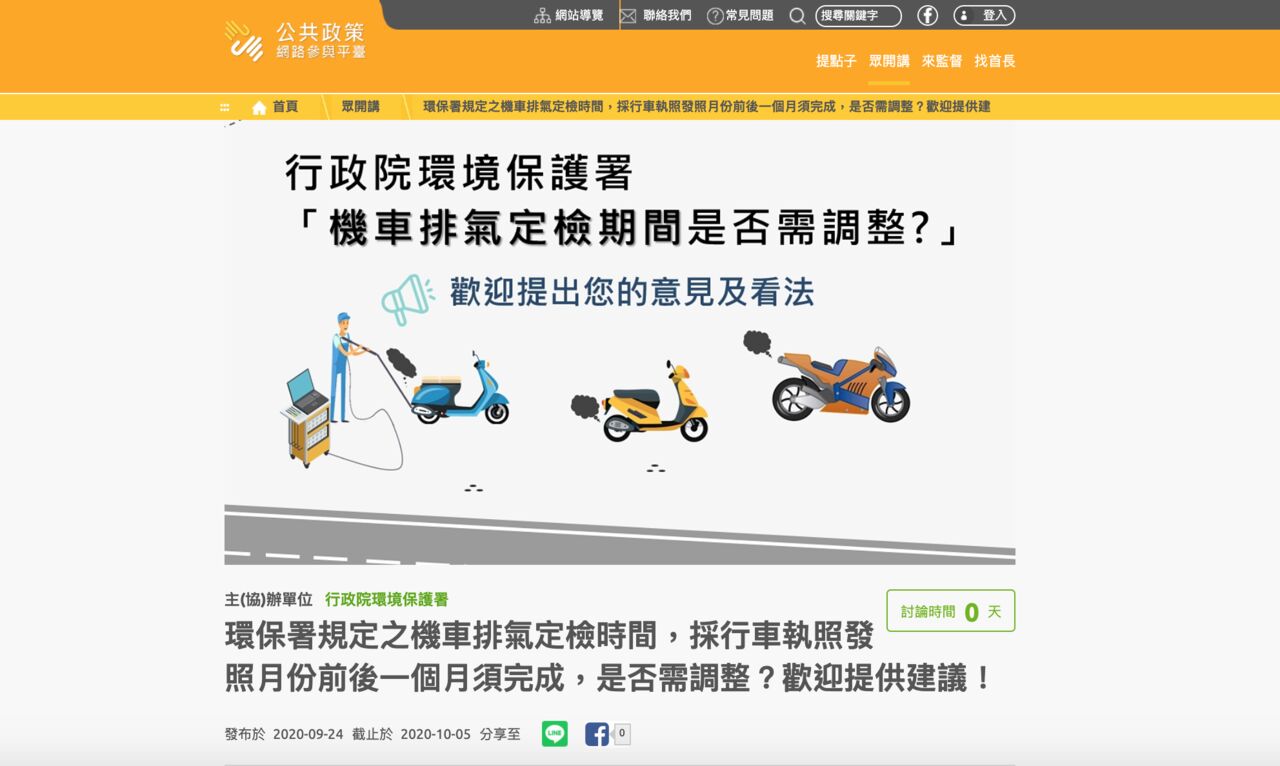 網站導覽 聯絡我們 常見問題 搜尋關鍵字 登入
公共政策
網路參與平臺
提點子 眾開講 來監督 找首長
首頁 眾開講 環保署規定之機車排氣定檢時間，採行車執照發照月份前後一個月須完成，是否需調整？歡迎提供建
行政院環境保護署
「機車排氣定檢期間是否需調整?」
歡迎提出您的意見及看法
主(協)辦單位 行政院環境保護署
討論時間 0 天
環保署規定之機車排氣定檢時間，採行車執照發
照月份前後一個月須完成，是否需調整？歡迎提供建議！
發布於 2020-09-24 截止於 2020-10-05 分享至 LINE 0